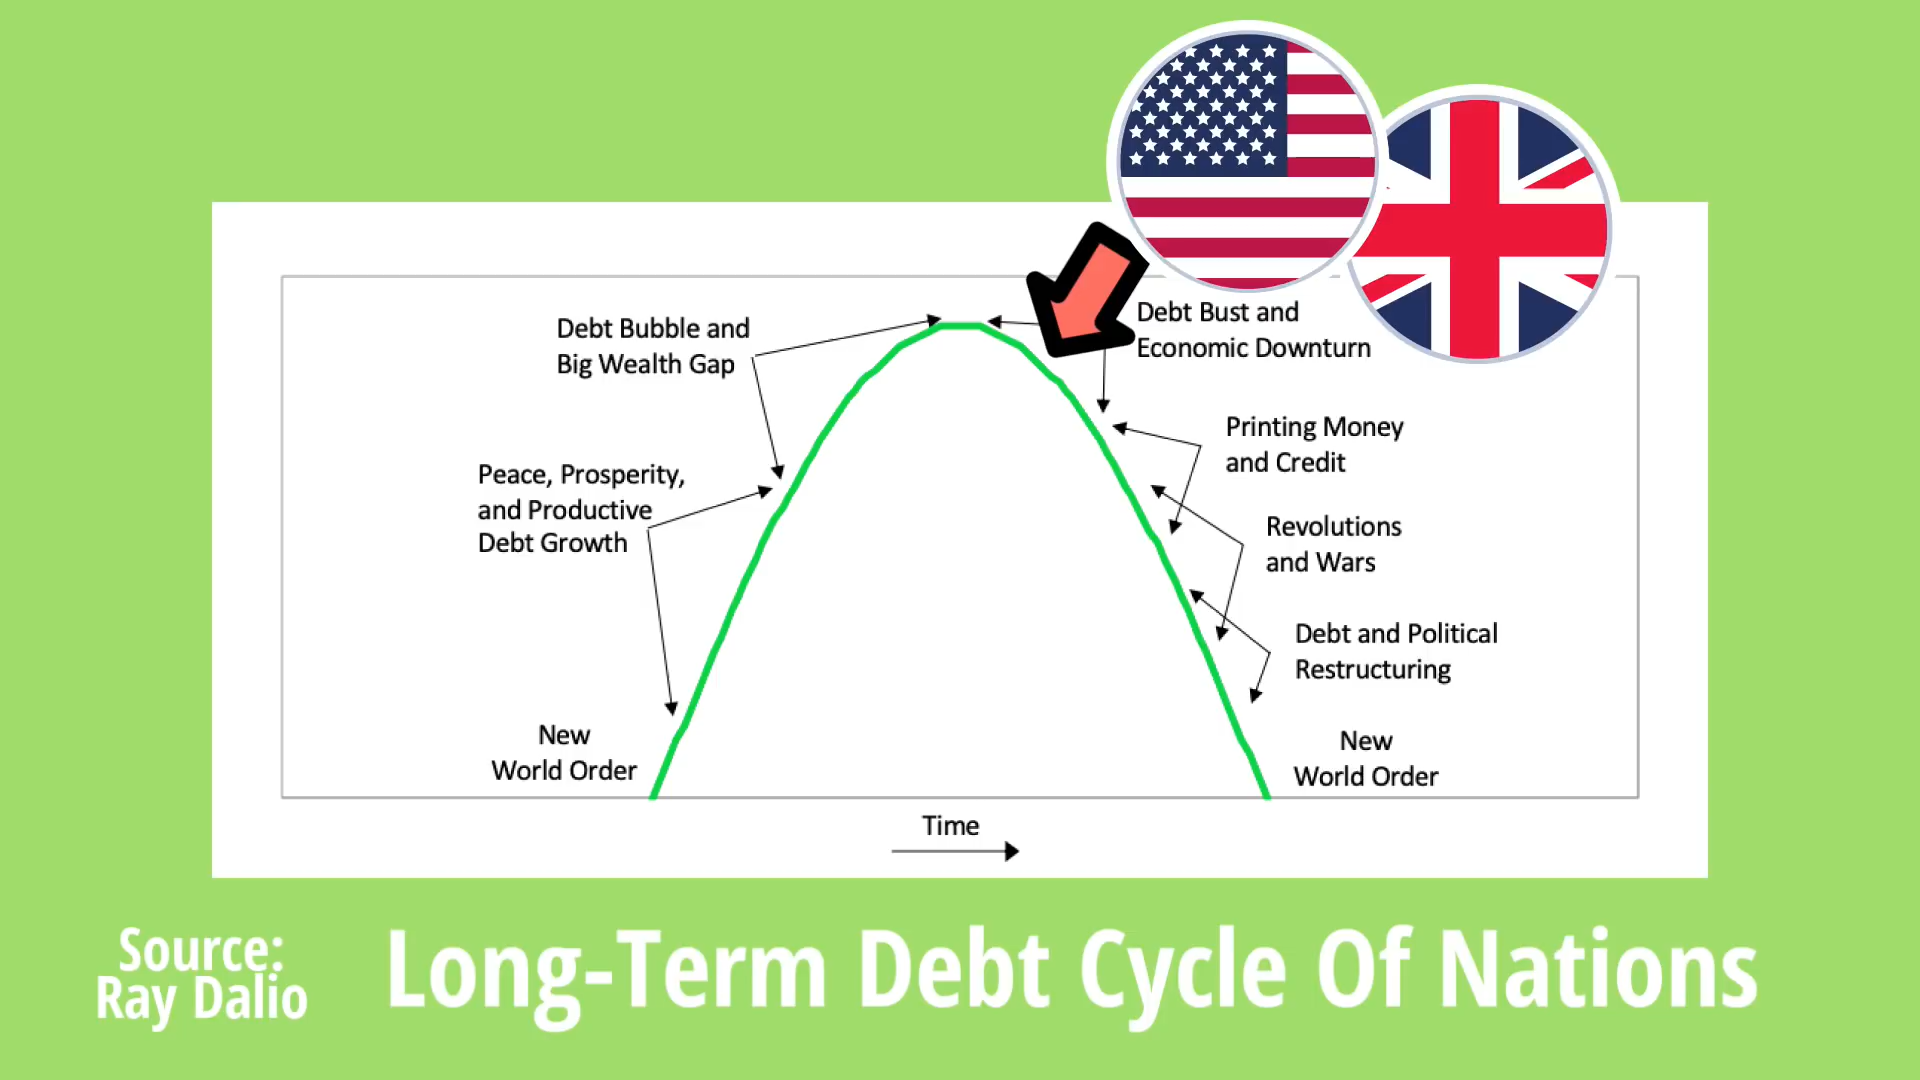 Debt Bubble and
Big Wealth Gap
Debt Bust and
Economic Downturn
Printing Money
and Credit
Peace, Prosperity,
and Productive
Debt Growth
Revolutions
and Wars
Debt and Political
Restructuring
New
World Order
New
World Order
Time
Source:
Ray Dalio
Long-Term Debt Cycle Of Nations